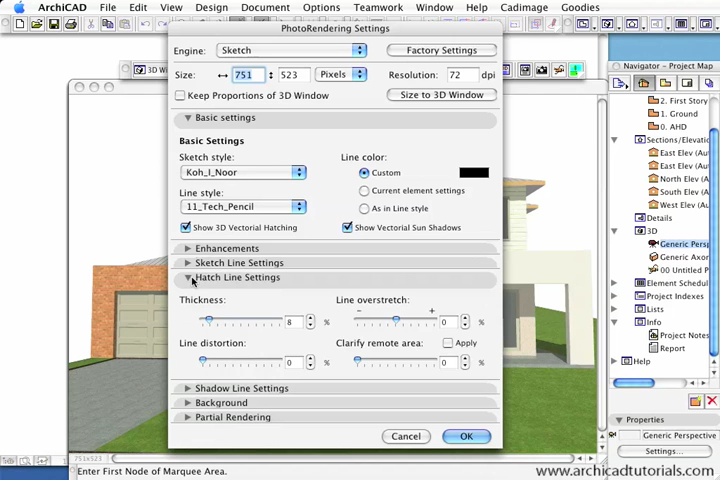 ArchiCAD File Edit View Design Document Options Teamwork Window Help Cadimage Goodies
PhotoRendering Settings
Engine: Sketch Factory Settings
Size: 751 523 Pixels Resolution: 72 dpi
Keep Proportions of 3D Window Size to 3D Window
Basic settings
Basic Settings
Sketch style: Line color:
Koh_I_Noor Custom
Line style: Current element settings
11_Tech_Pencil As in Line style
Show 3D Vectorial Hatching Show Vectorial Sun Shadows
Enhancements
Sketch Line Settings
Hatch Line Settings
Thickness: Line overstretch:
- +
8 % 0 %
Line distortion: Clarify remote area: Apply
0 % 0 %
Shadow Line Settings
Background
Partial Rendering
Cancel OK
3D Wi
751x523
Enter First Node of Marquee Area.
Navigator - Project Map
2. First Story
1. Ground
0. AHD
Sections/Elevatio
East Elev (Aut
East Elev (Au
North Elev (A
South Elev (A
West Elev (Au
Details
3D
Generic Persp
Generic Axon
00 Untitled P
Element Schedul
Project Indexes
Lists
Info
Project Notes
Report
Help
Properties
Generic Perspective
Settings...
www.archicadtutorials.com